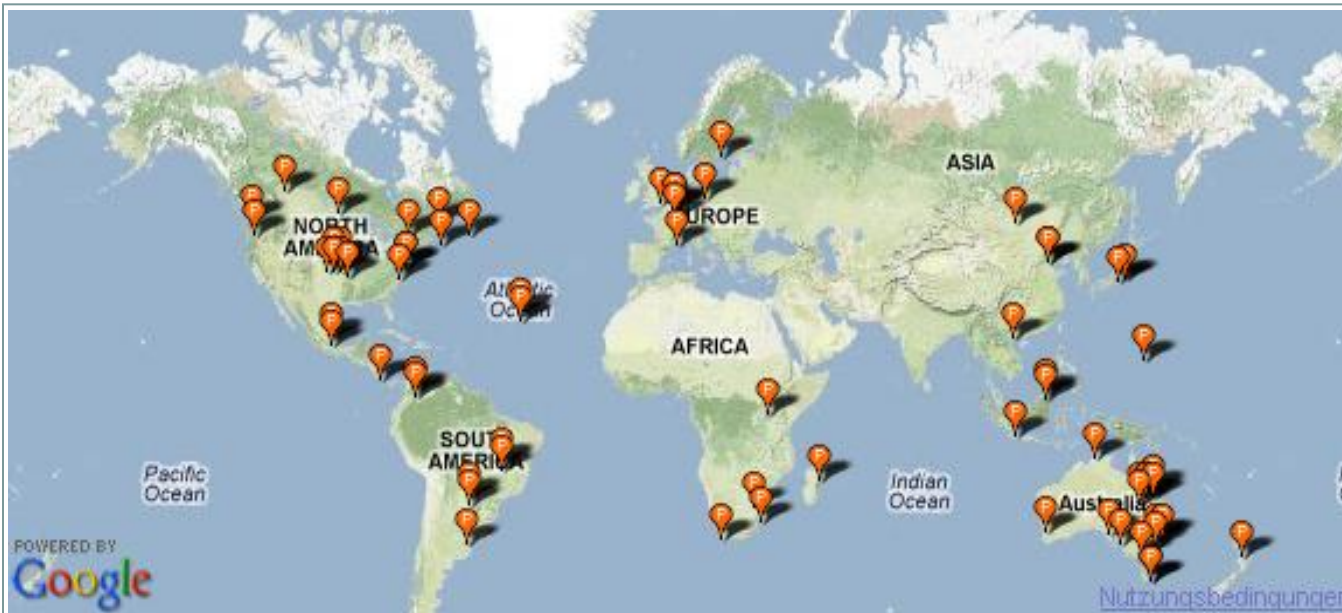 ASIA
NORTH
AMERICA
EUROPE
Atlantic
Ocean
AFRICA
SOUTH
AMERICA
Pacific
Ocean
Indian
Ocean
Australia
POWERED BY
Google
Nutzungsbedingungen